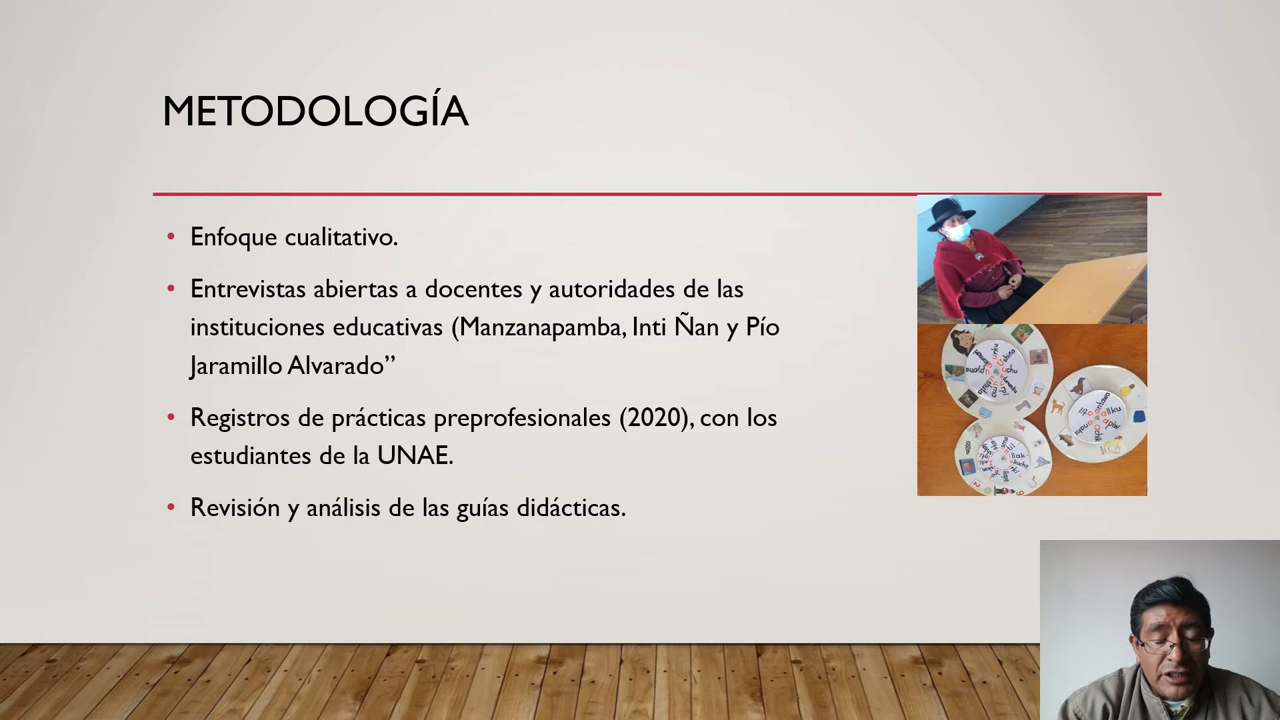 METODOLOGÍA
• Enfoque cualitativo.
• Entrevistas abiertas a docentes y autoridades de las
instituciones educativas (Manzanapamba, Inti Ñan y Pío
Jaramillo Alvarado”
• Registros de prácticas preprofesionales (2020), con los
estudiantes de la UNAE.
• Revisión y análisis de las guías didácticas.